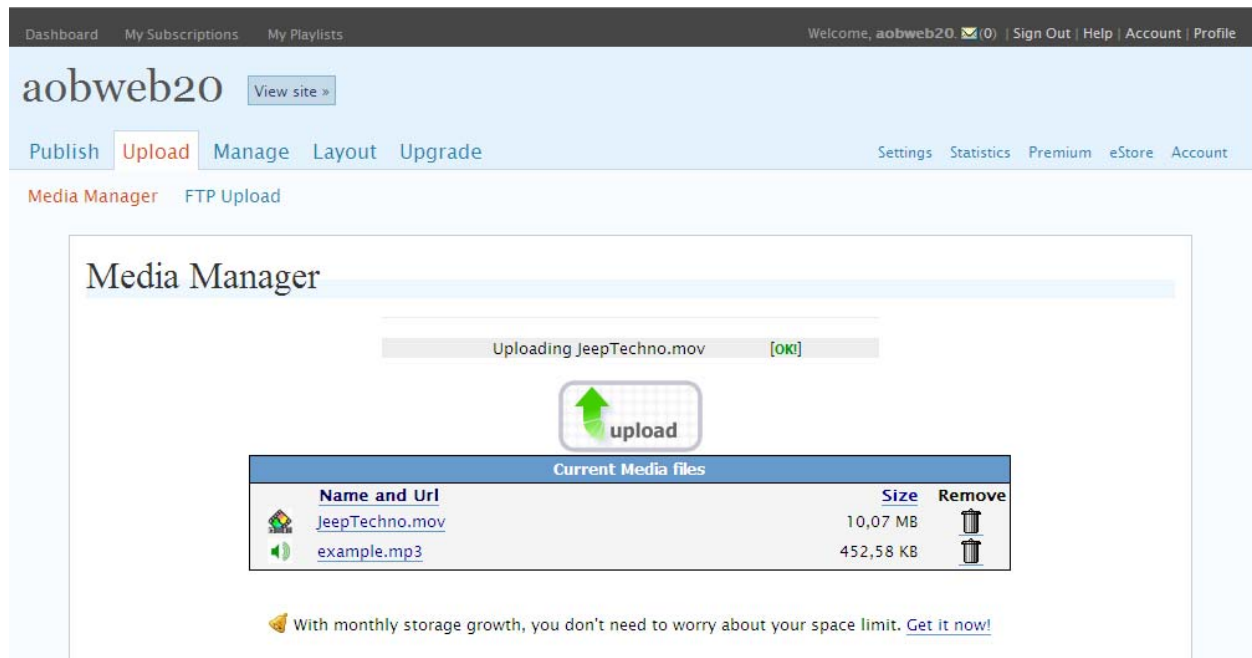 Dashboard My Subscriptions My Playlists Welcome, aobweb20. (0) | Sign Out | Help | Account | Profile
aobweb20 View site »
Publish Upload Manage Layout Upgrade Settings Statistics Premium eStore Account
Media Manager FTP Upload
Media Manager
Uploading JeepTechno.mov [OK!]
upload
Current Media files
Name and Url Size Remove
JeepTechno.mov 10,07 MB
example.mp3 452,58 KB
With monthly storage growth, you don't need to worry about your space limit. Get it now!